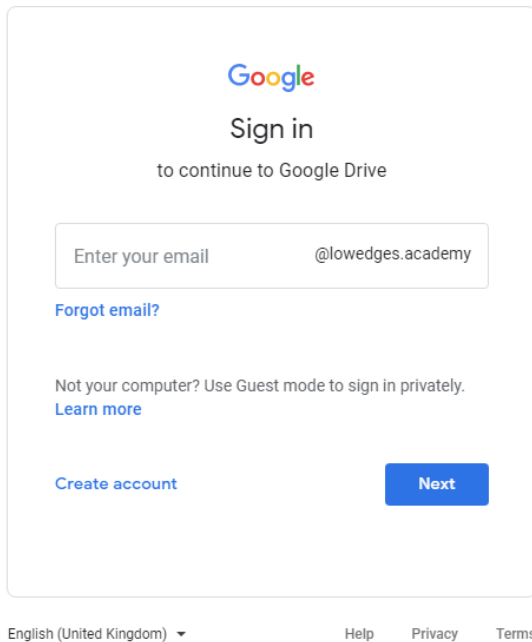 Google
Sign in
to continue to Google Drive
Enter your email @lowedges.academy
Forgot email?
Not your computer? Use Guest mode to sign in privately.
Learn more
Create account Next
English (United Kingdom) Help Privacy Terms